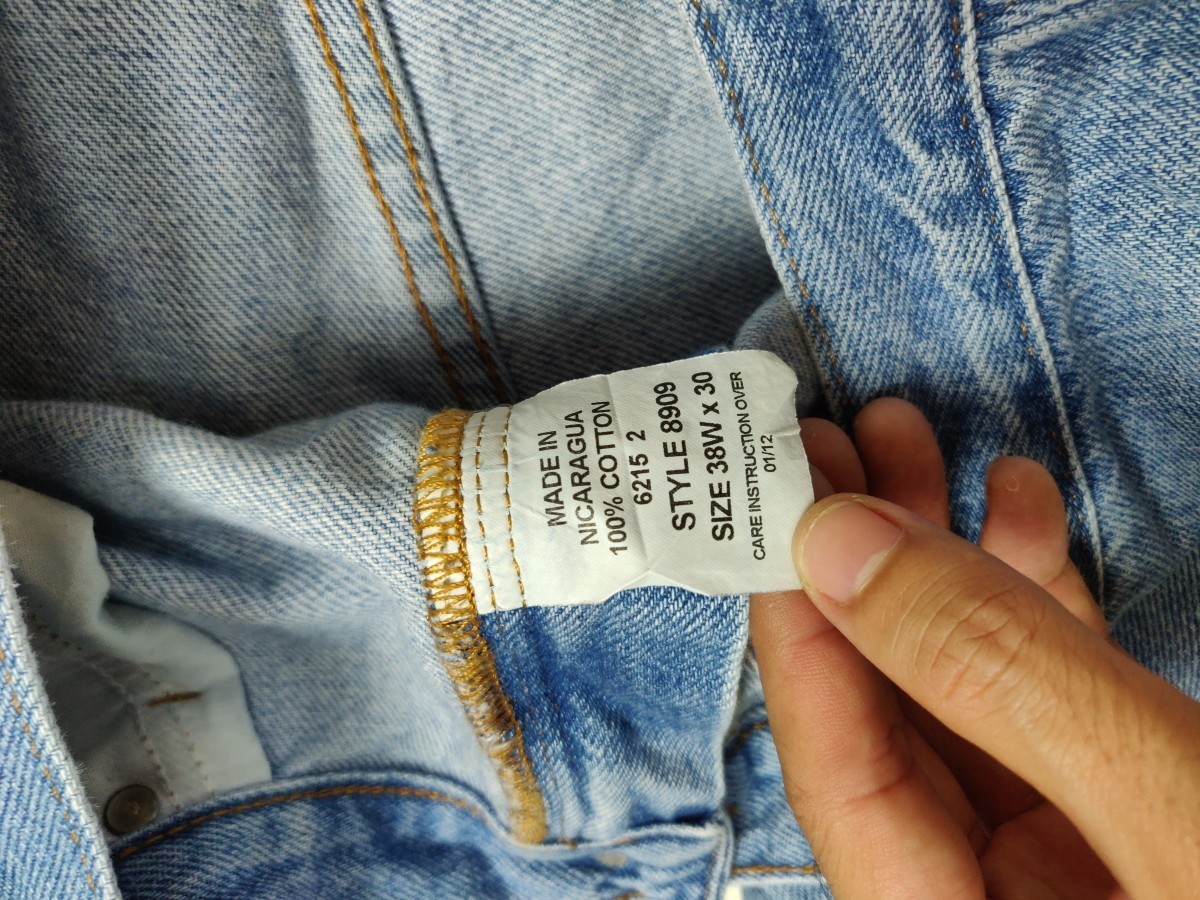 MADE IN
NICARAGUA
100% COTTON
6215 2
STYLE 8909
SIZE 38W x 30
CARE INSTRUCTION OVER
01/12